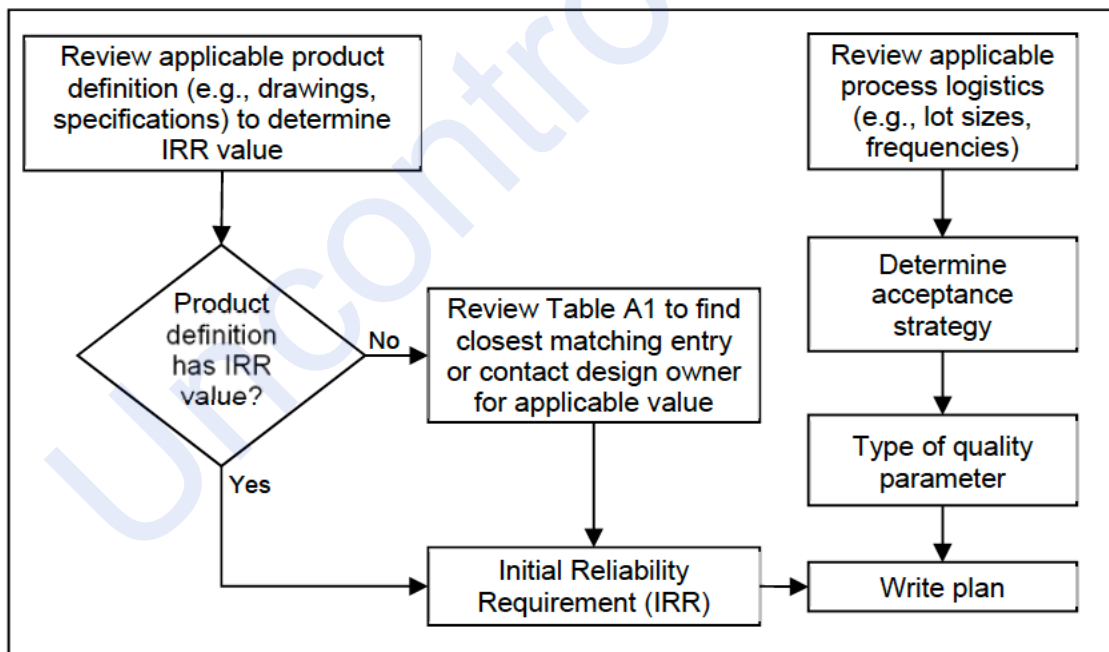 Review applicable product
definition (e.g., drawings,
specifications) to determine
IRR value
Product
definition
has IRR
value?
No
Yes
Review Table A1 to find
closest matching entry
or contact design owner
for applicable value
Initial Reliability
Requirement (IRR)
Review applicable
process logistics
(e.g., lot sizes,
frequencies)
Determine
acceptance
strategy
Type of quality
parameter
Write plan
Uncontro